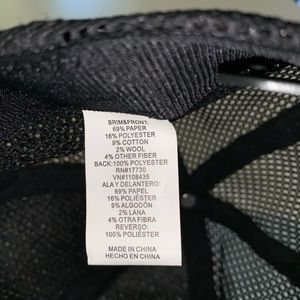 BRIM&FRONT:
69% PAPER
16% POLYESTER
9% COTTON
2% WOOL
4% OTHER FIBER
BACK:100% POLYESTER
RN#17730
VN#1108435
ALA Y DELANTERO:
69% PAPEL
16% POLIÉSTER
9% ALGODÓN
2% LANA
4% OTRA FIBRA
REVERSO:
100% POLIÉSTER
MADE IN CHINA
HECHO EN CHINA